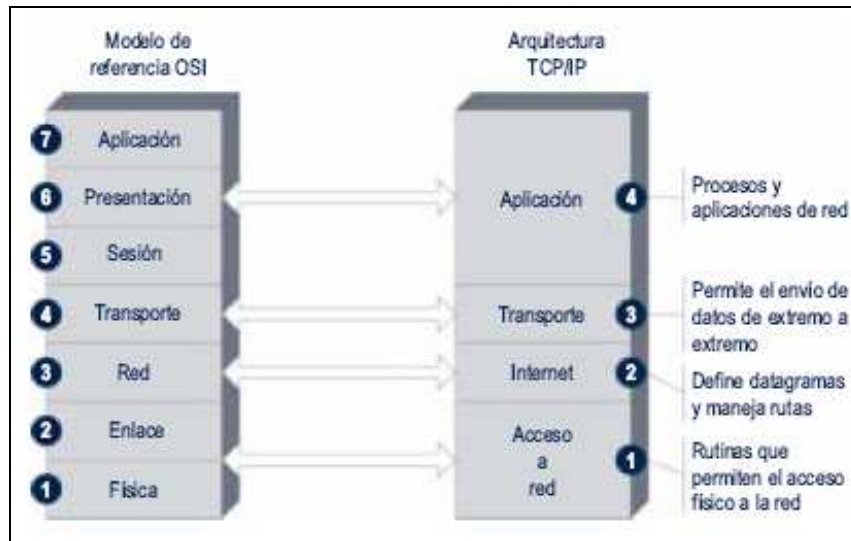 Modelo de
referencia OSI
7 Aplicación
6 Presentación
5 Sesión
4 Transporte
3 Red
2 Enlace
1 Física
Arquitectura
TCP/IP
Aplicación 4
Transporte 3
Internet 2
Acceso
a
red
1
Procesos y
aplicaciones de red
Permite el envio de
datos de extremo a
extremo
Define datagramas
y maneja rutas
Rutinas que
permiten el acceso
físico a la red